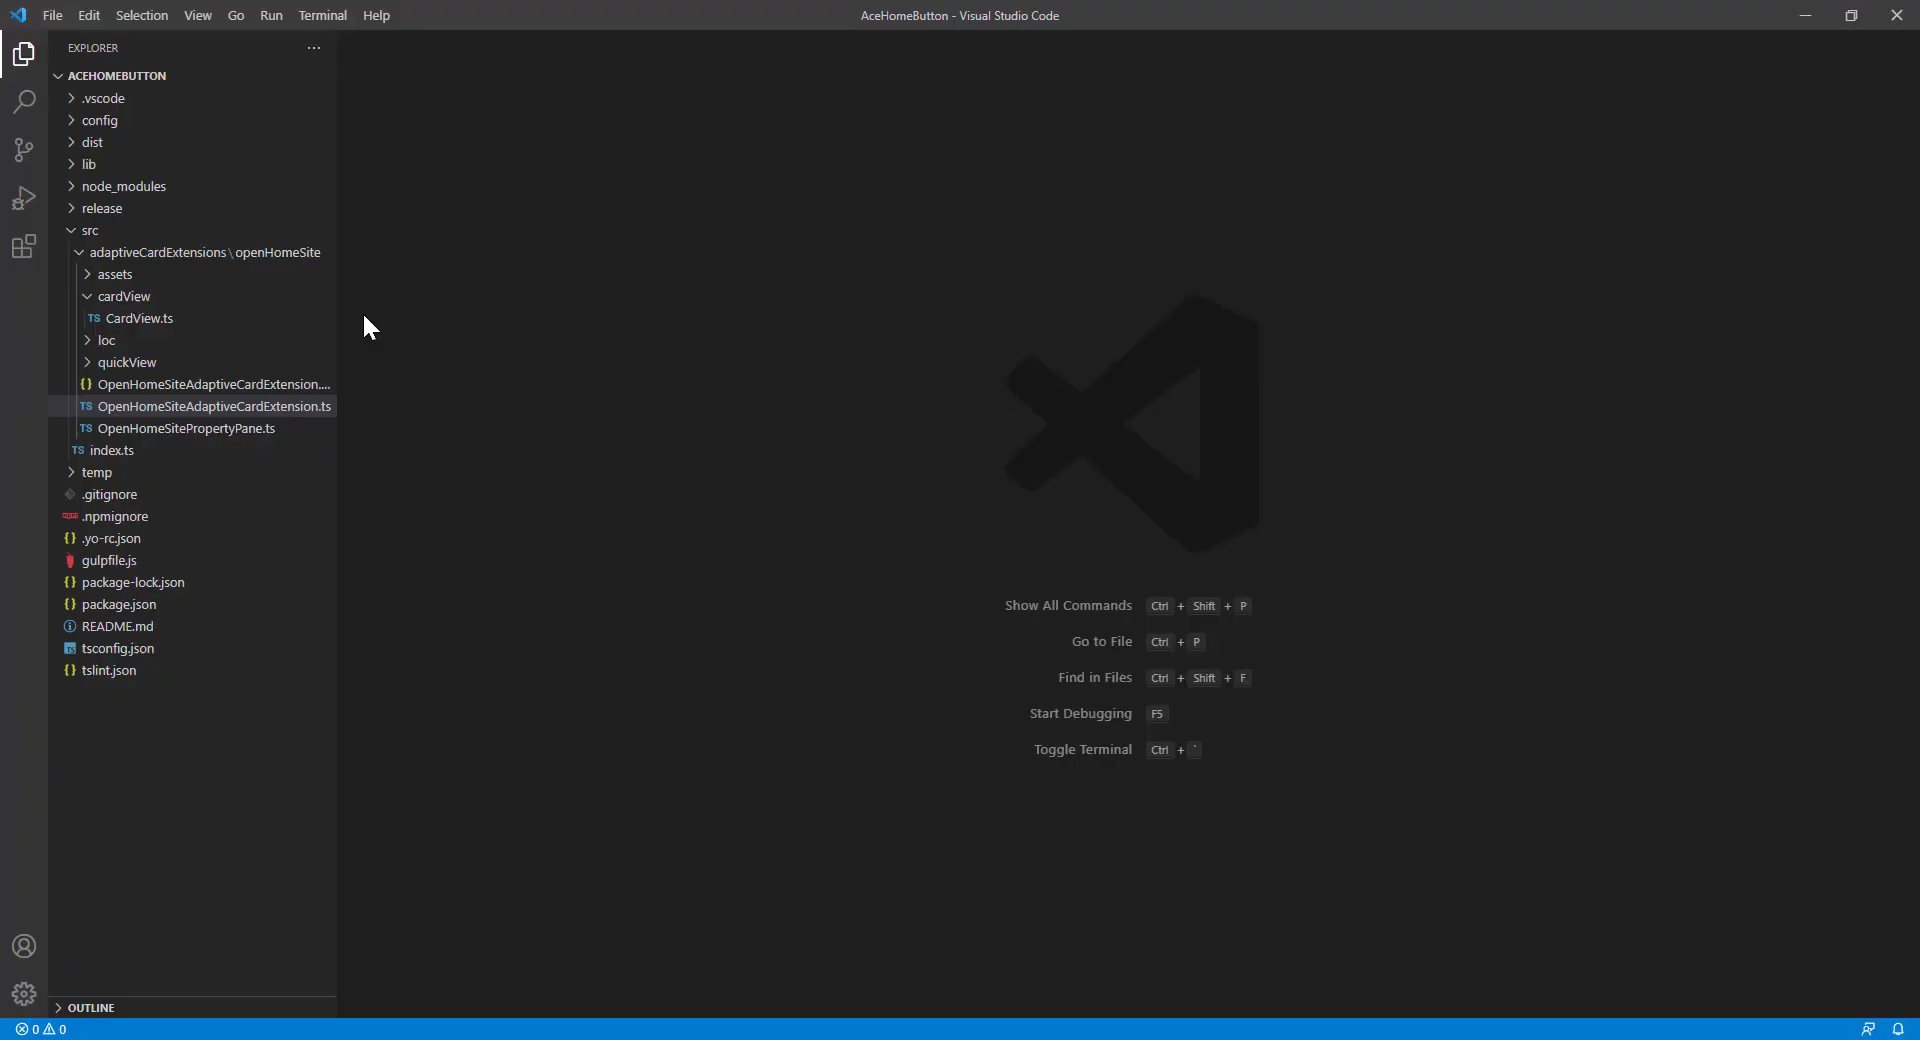 File Edit Selection View Go Run Terminal Help
AceHomeButton - Visual Studio Code
EXPLORER
ACEHOMEBUTTON
.vscode
config
dist
lib
node_modules
release
src
adaptiveCardExtensions\openHomeSite
assets
cardView
TS CardView.ts
loc
quickView
{} OpenHomeSiteAdaptiveCardExtension....
TS OpenHomeSiteAdaptiveCardExtension.ts
TS OpenHomeSitePropertyPane.ts
TS index.ts
temp
.gitignore
.npmignore
{} .yo-rc.json
gulpfile.js
{} package-lock.json
{} package.json
README.md
TS tsconfig.json
{} tslint.json
Show All Commands Ctrl + Shift + P
Go to File Ctrl + P
Find in Files Ctrl + Shift + F
Start Debugging F5
Toggle Terminal Ctrl + `
OUTLINE
0 0